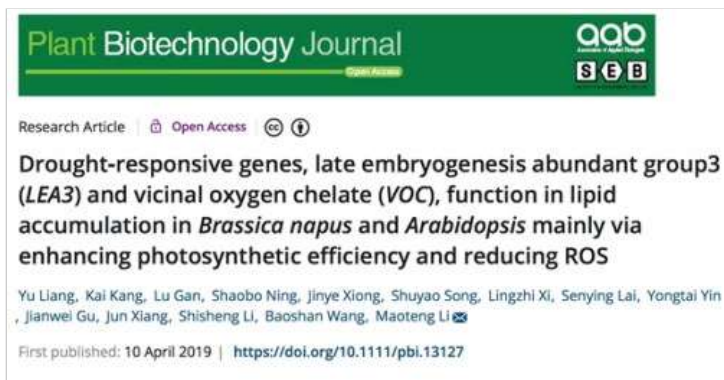 Plant Biotechnology Journal
Open Access
aab
SEB
Research Article Open Access
Drought-responsive genes, late embryogenesis abundant group3
(LEA3) and vicinal oxygen chelate (VOC), function in lipid
accumulation in Brassica napus and Arabidopsis mainly via
enhancing photosynthetic efficiency and reducing ROS
Yu Liang, Kai Kang, Lu Gan, Shaobo Ning, Jinye Xiong, Shuyao Song, Lingzhi Xi, Senying Lai, Yongtai Yin
, Jianwei Gu, Jun Xiang, Shisheng Li, Baoshan Wang, Maoteng Li
First published: 10 April 2019 | https://doi.org/10.1111/pbi.13127